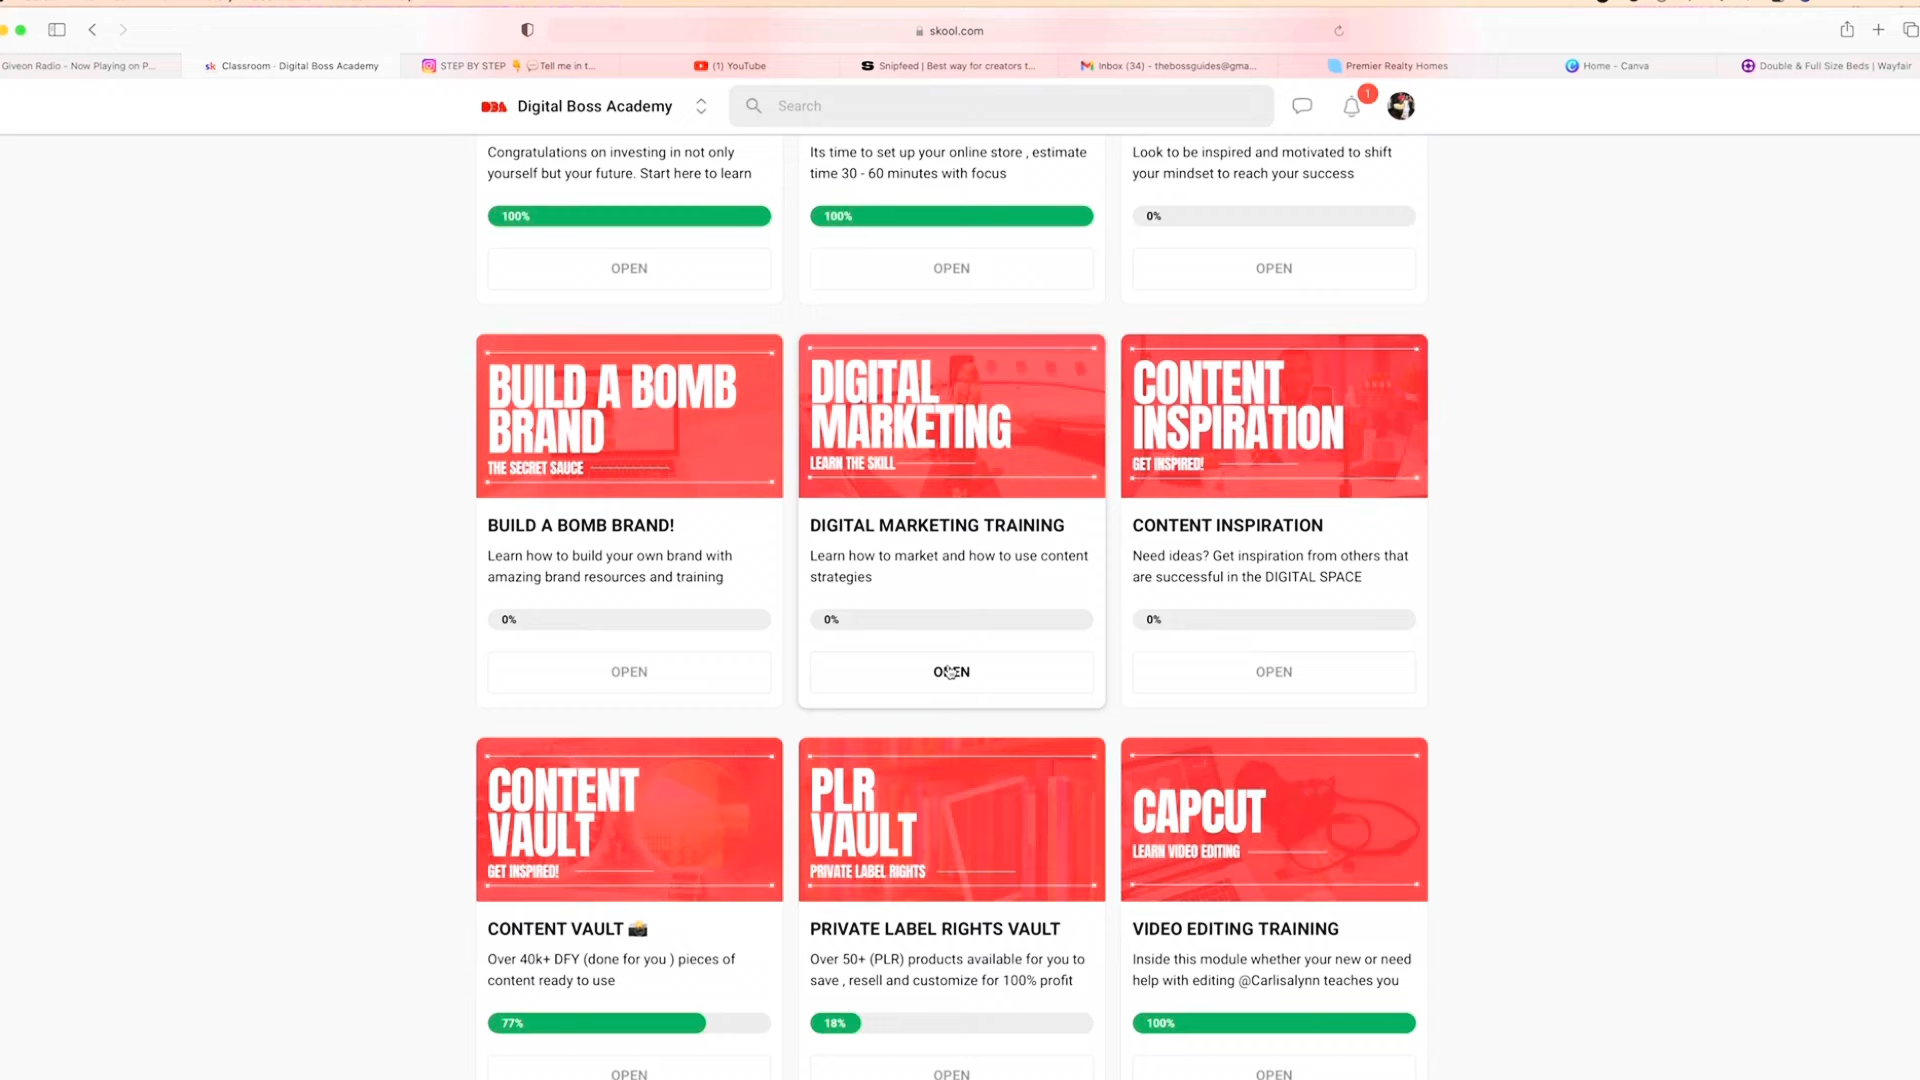 skool.com
Giveon Radio - Now Playing on P...
sk Classroom · Digital Boss Academy
STEP BY STEP 👇 💬Tell me in t...
(1) YouTube
S Snipfeed | Best way for creators t...
Inbox (34) - thebossguides@gma...
Premier Realty Homes
Home - Canva
Double & Full Size Beds | Wayfair
DBA Digital Boss Academy
Search
1
Congratulations on investing in not only
yourself but your future. Start here to learn
100%
OPEN
Its time to set up your online store , estimate
time 30 - 60 minutes with focus
100%
OPEN
Look to be inspired and motivated to shift
your mindset to reach your success
0%
OPEN
BUILD A BOMB
BRAND
THE SECRET SAUCE
BUILD A BOMB BRAND!
Learn how to build your own brand with
amazing brand resources and training
0%
OPEN
DIGITAL
MARKETING
LEARN THE SKILL
DIGITAL MARKETING TRAINING
Learn how to market and how to use content
strategies
0%
OPEN
CONTENT
INSPIRATION
GET INSPIRED!
CONTENT INSPIRATION
Need ideas? Get inspiration from others that
are successful in the DIGITAL SPACE
0%
OPEN
CONTENT
VAULT
GET INSPIRED!
CONTENT VAULT 📸
Over 40k+ DFY (done for you ) pieces of
content ready to use
77%
OPEN
PLR
VAULT
PRIVATE LABEL RIGHTS
PRIVATE LABEL RIGHTS VAULT
Over 50+ (PLR) products available for you to
save , resell and customize for 100% profit
18%
OPEN
CAPCUT
LEARN VIDEO EDITING
VIDEO EDITING TRAINING
Inside this module whether your new or need
help with editing @Carlisalynn teaches you
100%
OPEN